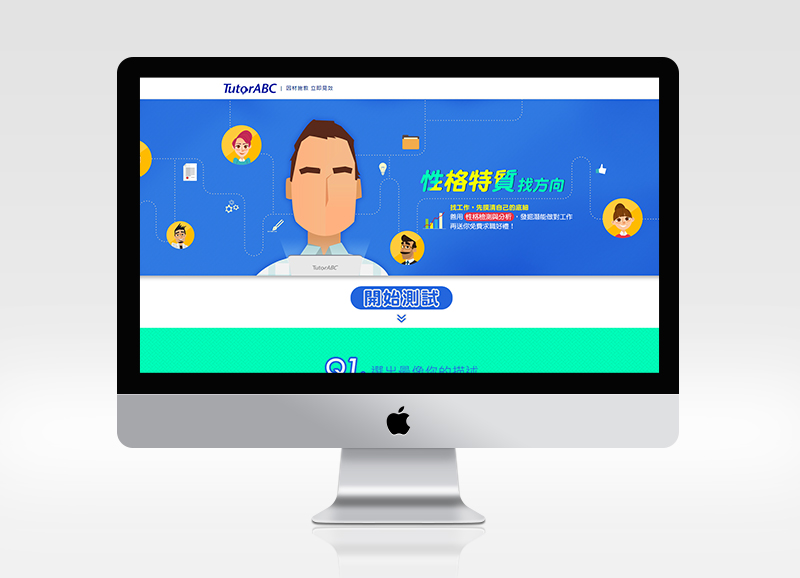 TutorABC | 因材施教 立即見效
性格特質找方向
找工作，先摸清自己的底細
善用 性格檢測與分析，發掘潛能做對工作
再送你免費求職好禮！
TutorABC
開始測試
Q1. 選出最像你的描述